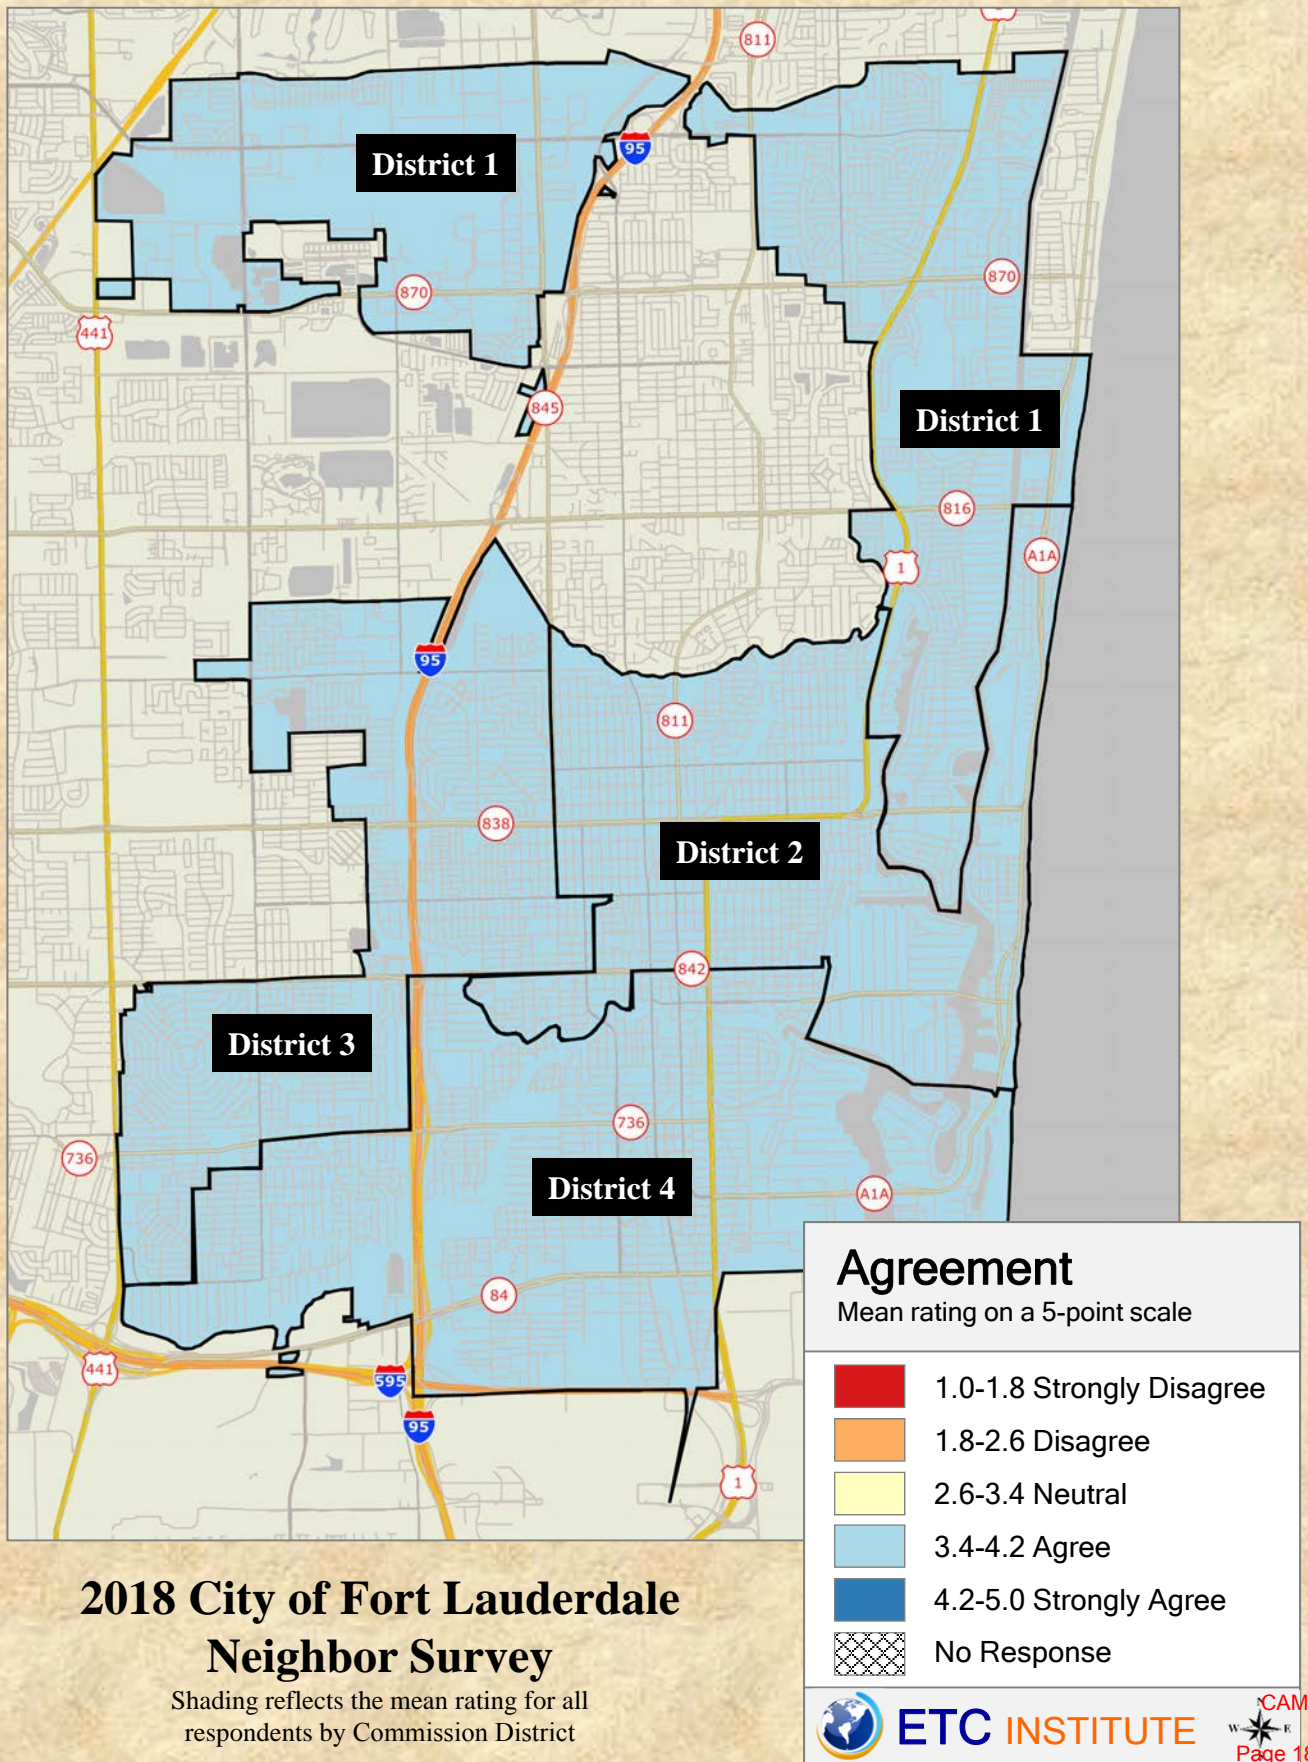 811
District 1
95
870
870
441
845
District 1
816
A1A
1
95
811
838
District 2
842
District 3
736
736
District 4
A1A
84
441
595
95
1
Agreement
Mean rating on a 5-point scale
1.0-1.8 Strongly Disagree
1.8-2.6 Disagree
2.6-3.4 Neutral
3.4-4.2 Agree
4.2-5.0 Strongly Agree
No Response
2018 City of Fort Lauderdale
Neighbor Survey
Shading reflects the mean rating for all
respondents by Commission District
ETC INSTITUTE
W E
CAM